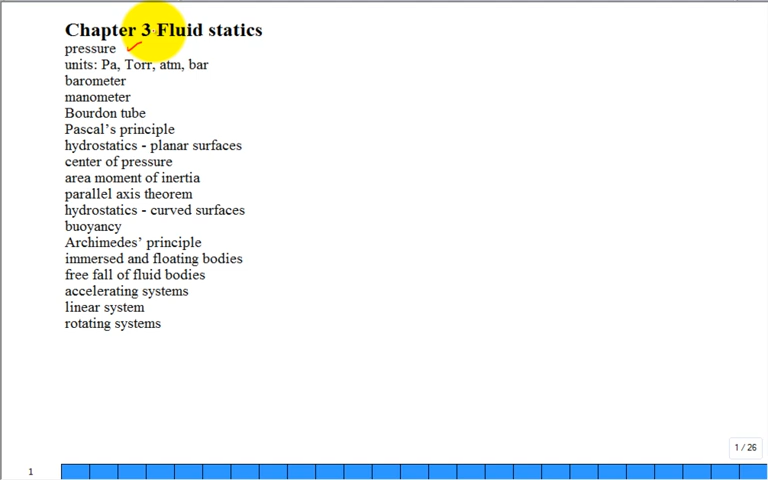 Chapter 3 Fluid statics
pressure
units: Pa, Torr, atm, bar
barometer
manometer
Bourdon tube
Pascal's principle
hydrostatics - planar surfaces
center of pressure
area moment of inertia
parallel axis theorem
hydrostatics - curved surfaces
buoyancy
Archimedes' principle
immersed and floating bodies
free fall of fluid bodies
accelerating systems
linear system
rotating systems
1 / 26
1